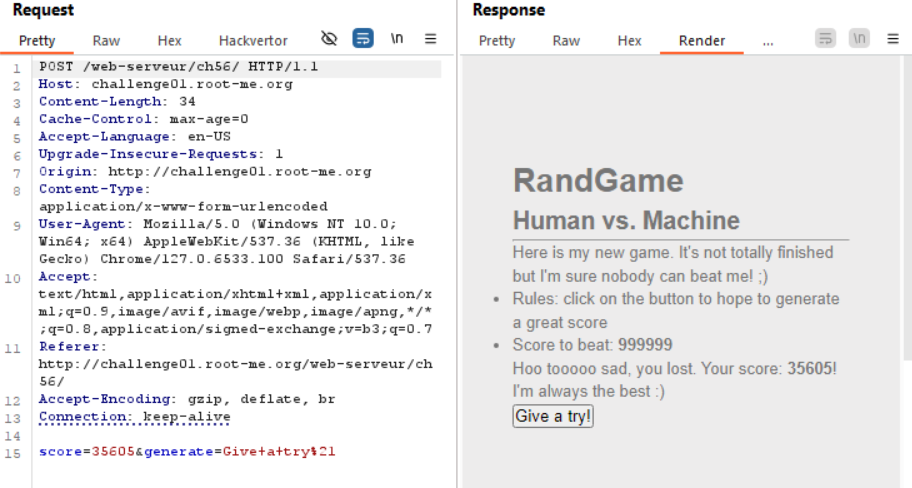 Request
Pretty Raw Hex Hackvertor \n
1 POST /web-serveur/ch56/ HTTP/1.1
2 Host: challenge01.root-me.org
3 Content-Length: 34
4 Cache-Control: max-age=0
5 Accept-Language: en-US
6 Upgrade-Insecure-Requests: 1
7 Origin: http://challenge01.root-me.org
8 Content-Type:
application/x-www-form-urlencoded
9 User-Agent: Mozilla/5.0 (Windows NT 10.0;
Win64; x64) AppleWebKit/537.36 (KHTML, like
Gecko) Chrome/127.0.6533.100 Safari/537.36
10 Accept:
text/html,application/xhtml+xml,application/x
ml;q=0.9,image/avif,image/webp,image/apng,*/*
;q=0.8,application/signed-exchange;v=b3;q=0.7
11 Referer:
http://challenge01.root-me.org/web-serveur/ch
56/
12 Accept-Encoding: gzip, deflate, br
13 Connection: keep-alive
14
15 score=35605&generate=Give+a+try%21
Response
Pretty Raw Hex Render ... \n
RandGame
Human vs. Machine
Here is my new game. It's not totally finished
but I'm sure nobody can beat me! ;)
• Rules: click on the button to hope to generate
a great score
• Score to beat: 999999
Hoo tooooo sad, you lost. Your score: 35605!
I'm always the best :)
Give a try!